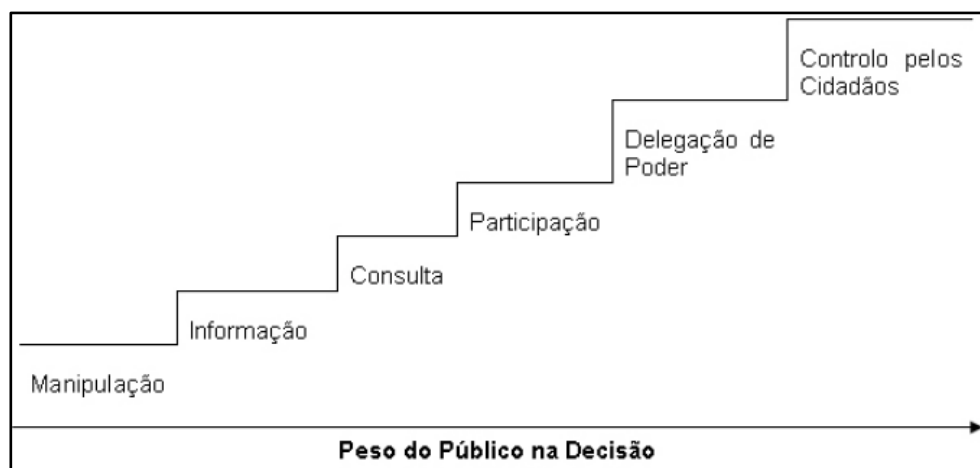 Controlo pelos
Cidadãos
Delegação de
Poder
Participação
Consulta
Informação
Manipulação
Peso do Público na Decisão